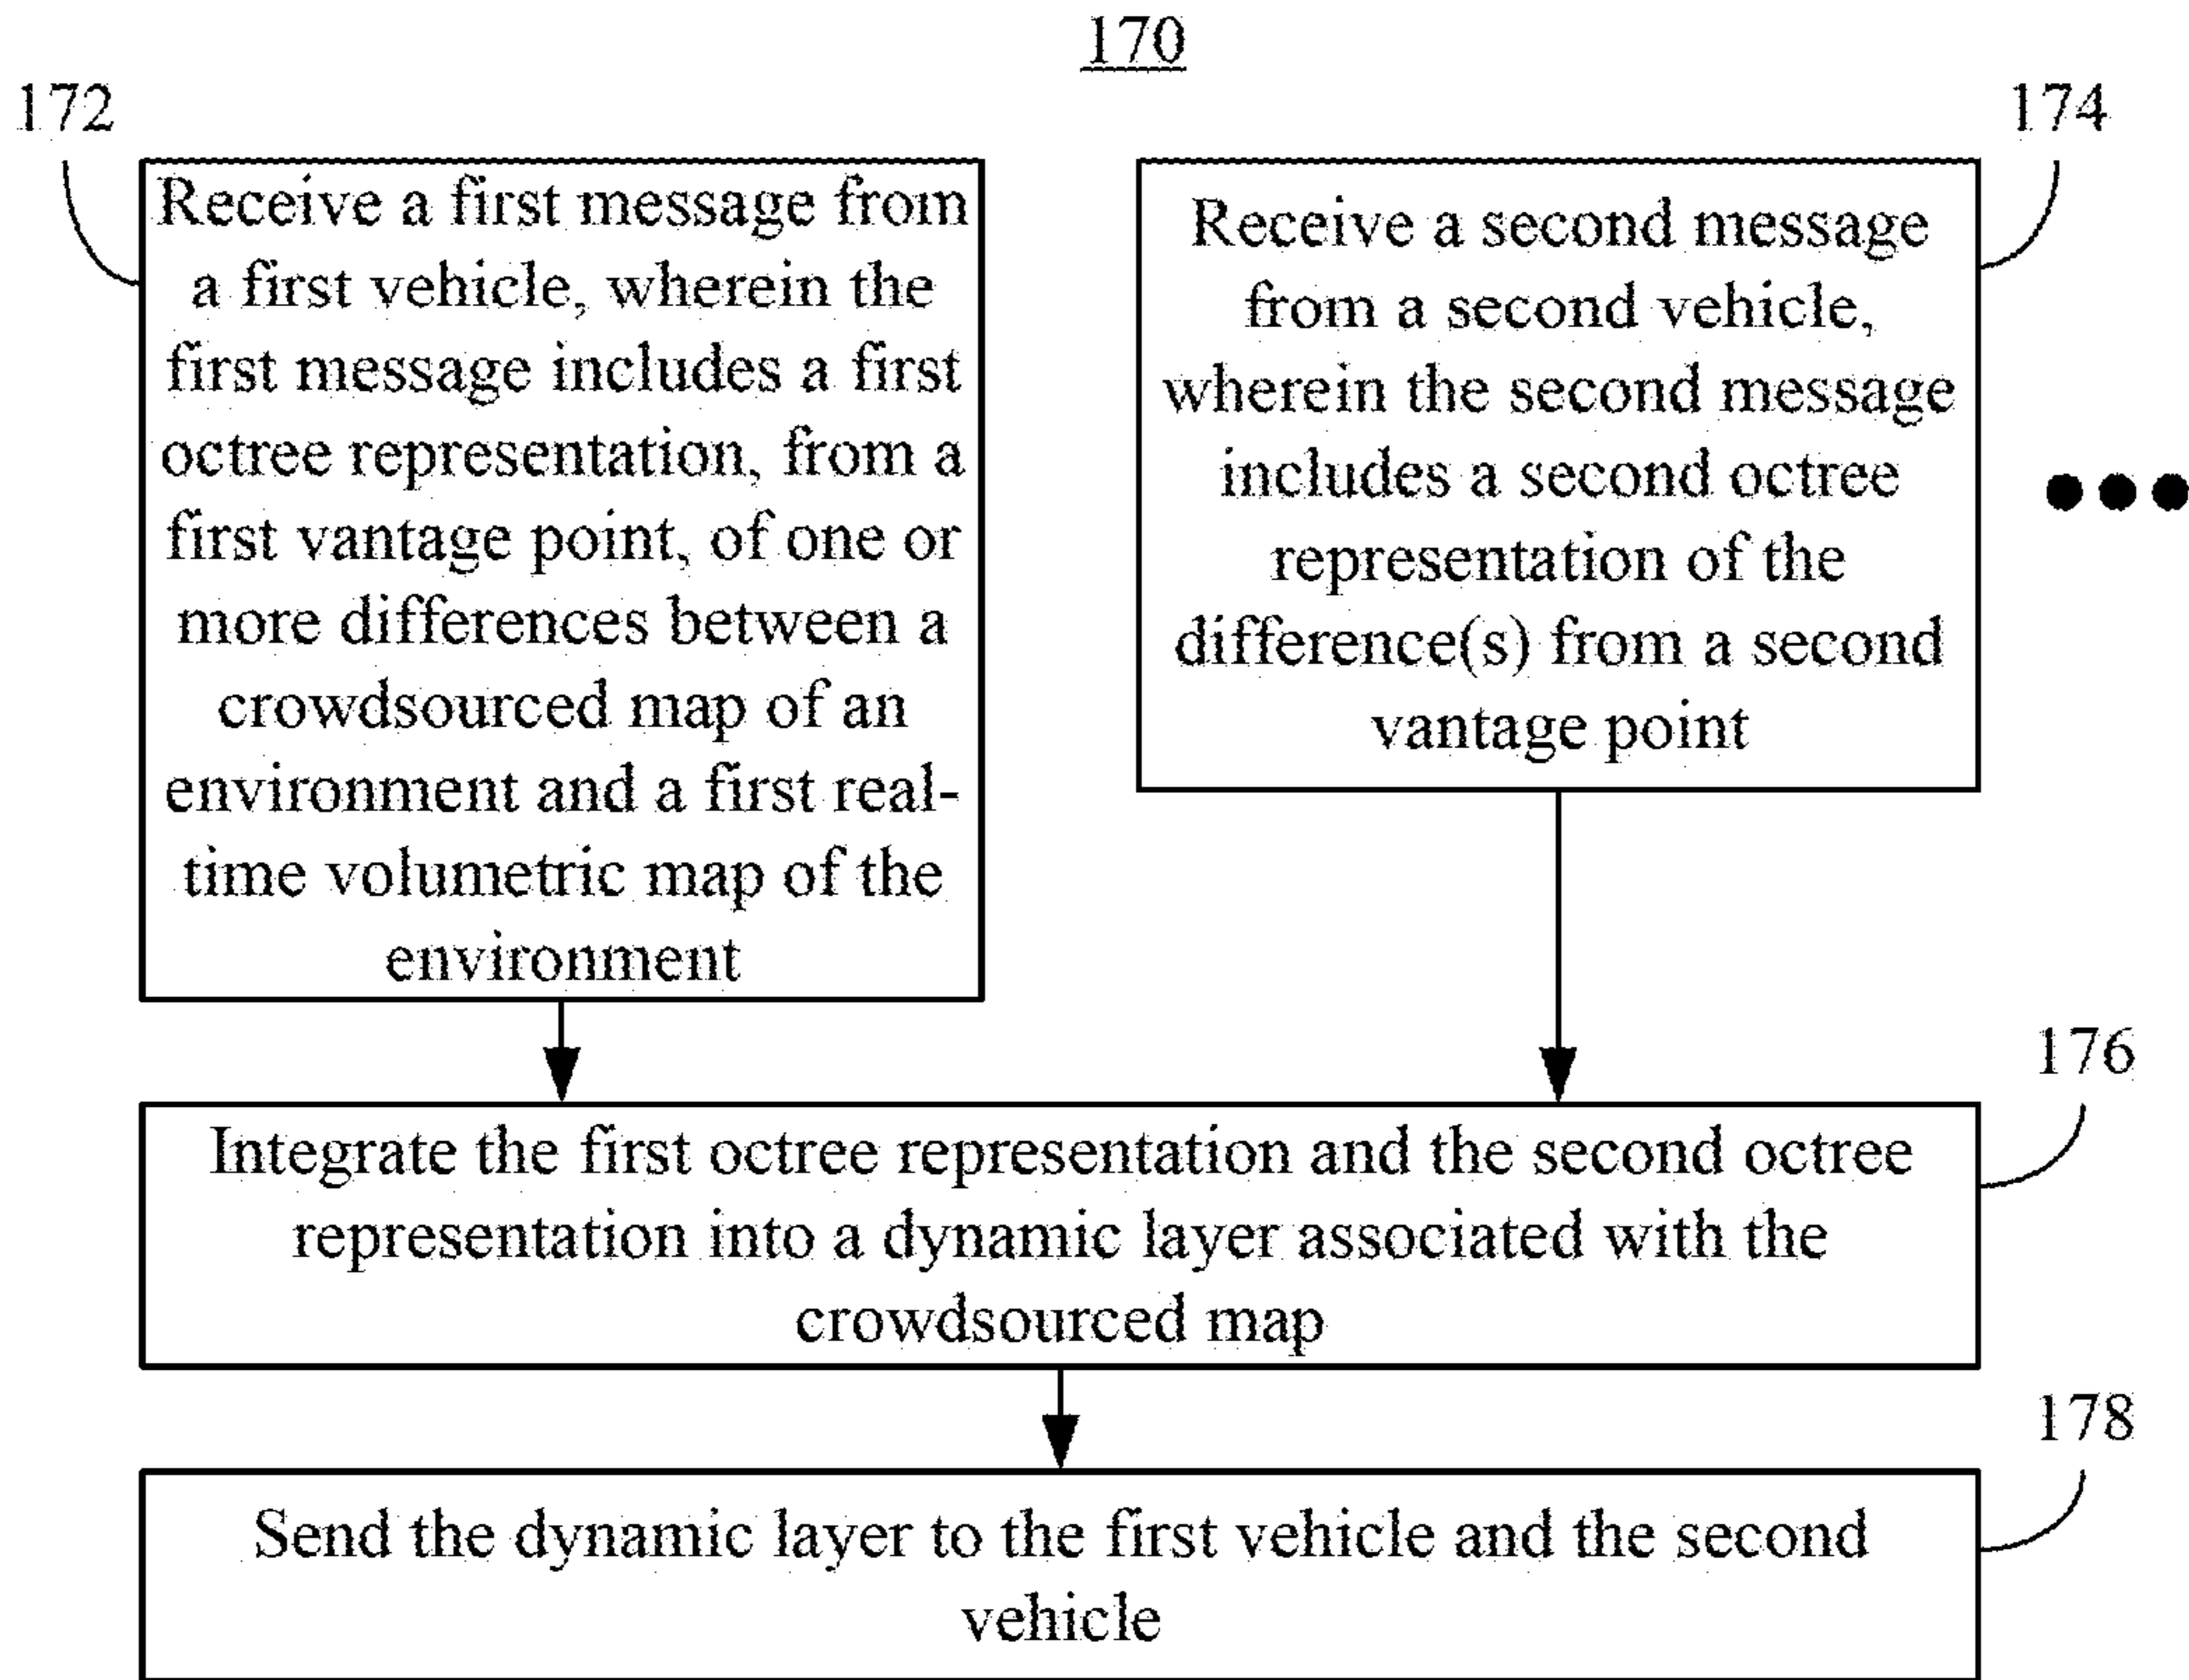 170
172
Receive a first message from
a first vehicle, wherein the
first message includes a first
octree representation, from a
first vantage point, of one or
more differences between a
crowdsourced map of an
environment and a first real-
time volumetric map of the
environment
174
Receive a second message
from a second vehicle,
wherein the second message
includes a second octree
representation of the
difference(s) from a second
vantage point
176
Integrate the first octree representation and the second octree
representation into a dynamic layer associated with the
crowdsourced map
178
Send the dynamic layer to the first vehicle and the second
vehicle